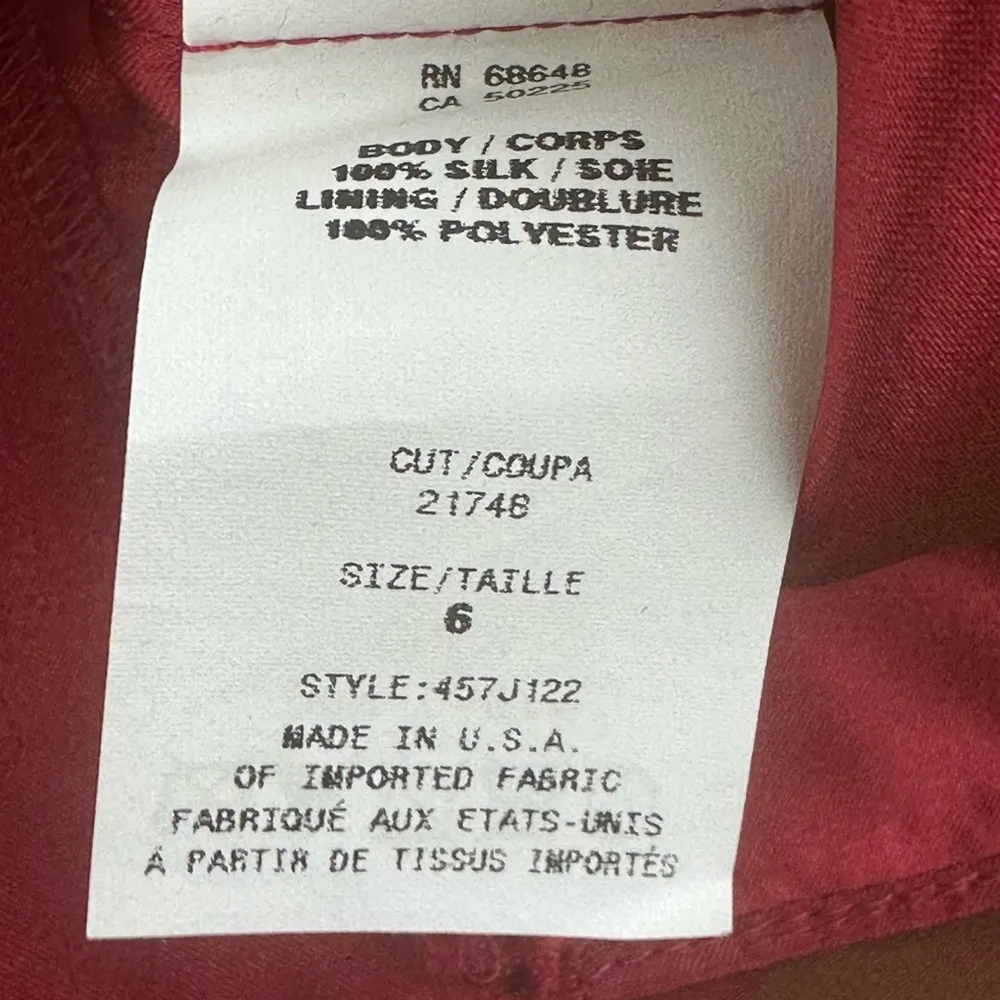 RN 68648
CA 50225
BODY / CORPS
100% SILK / SOIE
LINING / DOUBLURE
100% POLYESTER
CUT/COUPA
21748
SIZE/TAILLE
6
STYLE:457J122
MADE IN U.S.A.
OF IMPORTED FABRIC
FABRIQUÉ AUX ETATS-UNIS
À PARTIR DE TISSUS IMPORTÉS